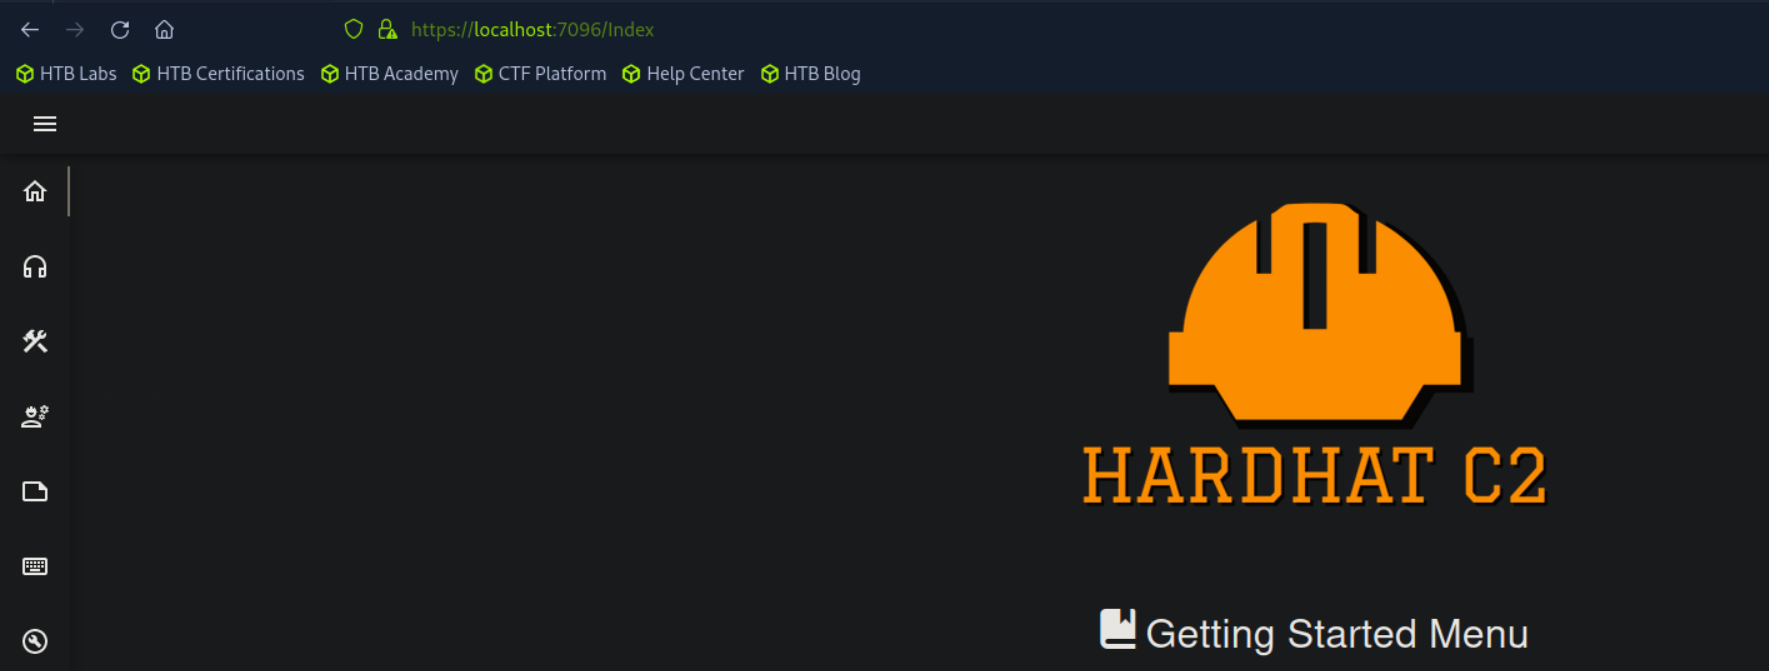 https://localhost:7096/Index
HTB Labs HTB Certifications HTB Academy CTF Platform Help Center HTB Blog
HARDHAT C2
Getting Started Menu